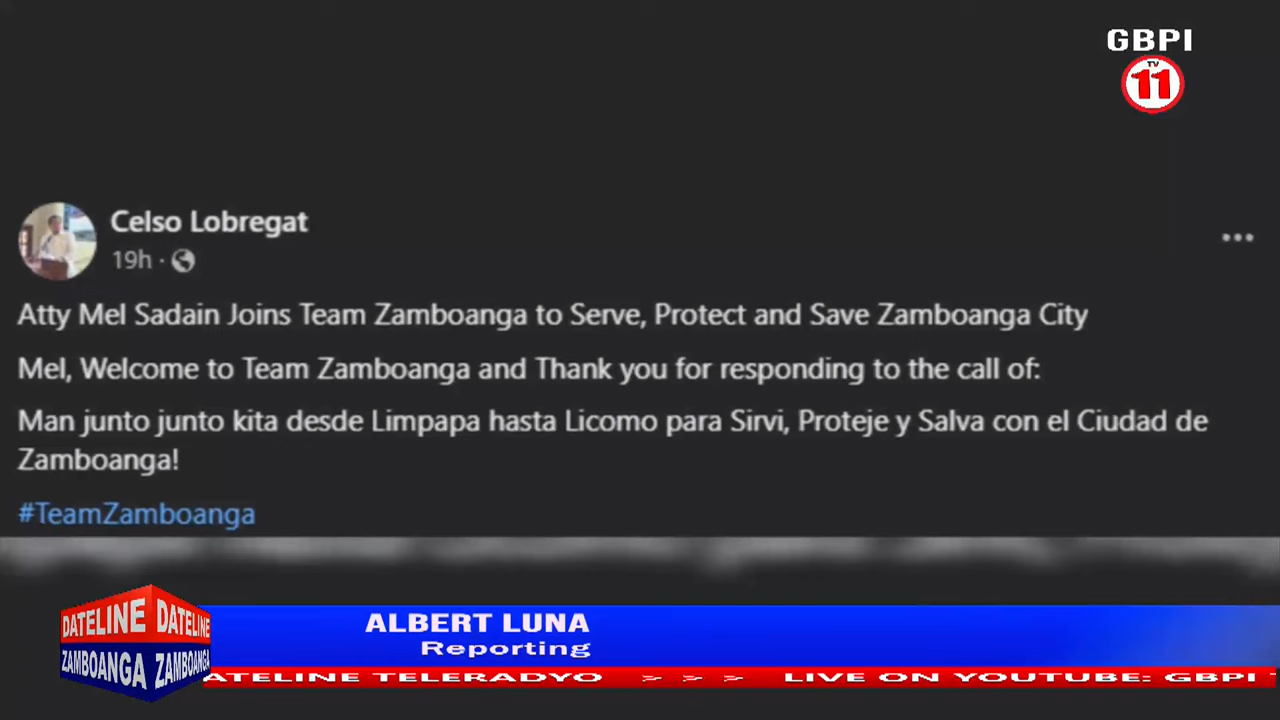 GBPI
TV
11
Celso Lobregat
19h ·
Atty Mel Sadain Joins Team Zamboanga to Serve, Protect and Save Zamboanga City
Mel, Welcome to Team Zamboanga and Thank you for responding to the call of:
Man junto junto kita desde Limpapa hasta Licomo para Sirvi, Proteje y Salva con el Ciudad de
Zamboanga!
#TeamZamboanga
DATELINE DATELINE
ZAMBOANGA ZAMBOANGA
ALBERT LUNA
Reporting
ATELINE TELERADYO > > > LIVE ON YOUTUBE: GBPI T